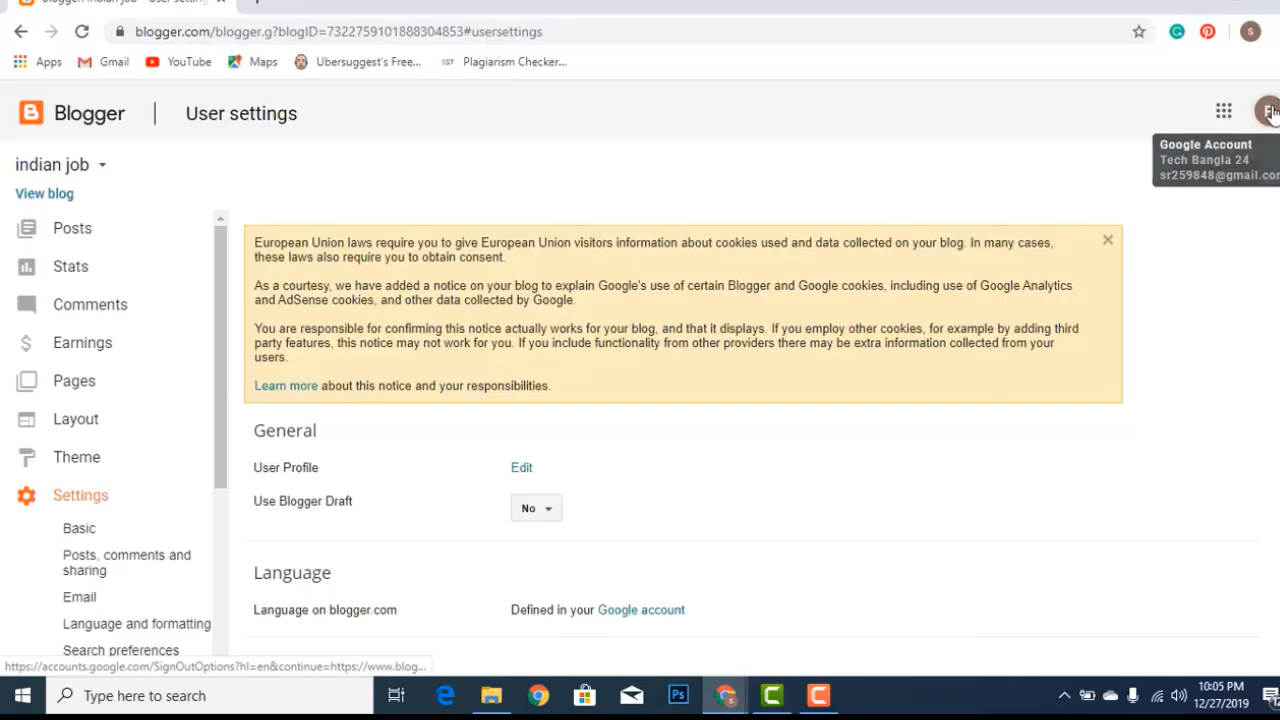 Blogger: indian job - User settin
blogger.com/blogger.g?blogID=7322759101888304853#usersettings
S
Apps Gmail YouTube Maps Ubersuggest's Free... SST Plagiarism Checker...
Blogger | User settings
Google Account
Tech Bangla 24
sr259848@gmail.co
indian job
View blog
Posts
Stats
Comments
Earnings
Pages
Layout
Theme
Settings
Basic
Posts, comments and
sharing
Email
Language and formatting
Search preferences
European Union laws require you to give European Union visitors information about cookies used and data collected on your blog. In many cases,
these laws also require you to obtain consent.
As a courtesy, we have added a notice on your blog to explain Google's use of certain Blogger and Google cookies, including use of Google Analytics
and AdSense cookies, and other data collected by Google.
You are responsible for confirming this notice actually works for your blog, and that it displays. If you employ other cookies, for example by adding third
party features, this notice may not work for you. If you include functionality from other providers there may be extra information collected from your
users.
Learn more about this notice and your responsibilities.
General
User Profile Edit
Use Blogger Draft No
Language
Language on blogger.com Defined in your Google account
https://accounts.google.com/SignOutOptions?hl=en&continue=https://www.blog...
Type here to search
Ps
10:05 PM
12/27/2019